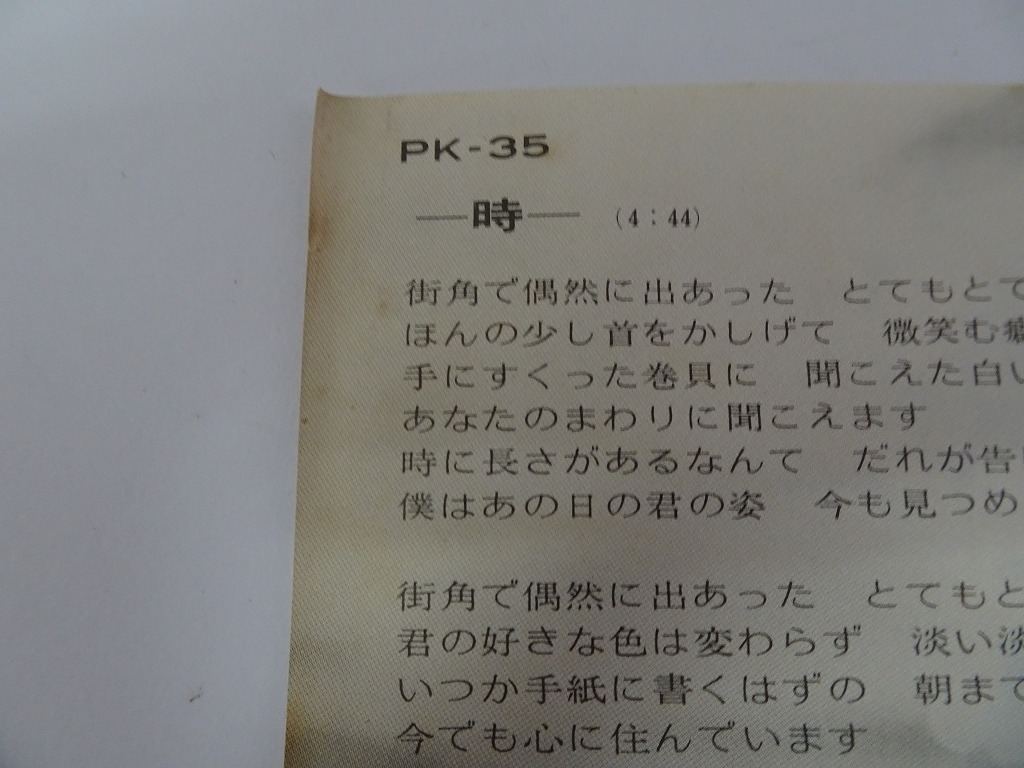 PK-35
―時― (4:44)
街角で偶然に出あった　とてもとて
ほんの少し首をかしげて　微笑む癖
手にすくった巻貝に　聞こえた白い
あなたのまわりに聞こえます
時に長さがあるなんて　だれが告
僕はあの日の君の姿　今も見つめ
街角で偶然に出あった　とてもと
君の好きな色は変わらず　淡い淡
いつか手紙に書くはずの　朝まで
今でも心に住んでいます